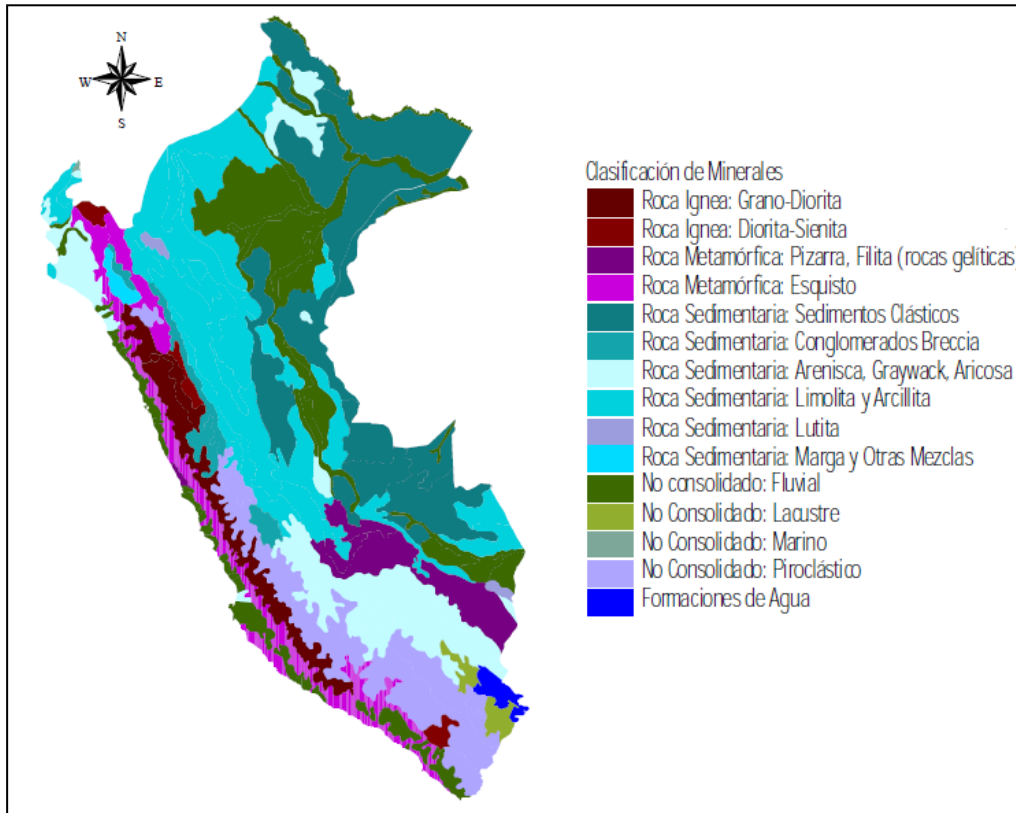 N
W E
S
Clasificación de Minerales
Roca Ignea: Grano-Diorita
Roca Ignea: Diorita-Sienita
Roca Metamórfica: Pizarra, Filita (rocas gelíticas)
Roca Metamórfica: Esquisto
Roca Sedimentaria: Sedimentos Clásticos
Roca Sedimentaria: Conglomerados Breccia
Roca Sedimentaria: Arenisca, Graywack, Aricosa
Roca Sedimentaria: Limolita y Arcillita
Roca Sedimentaria: Lutita
Roca Sedimentaria: Marga y Otras Mezclas
No consolidado: Fluvial
No Consolidado: Lacustre
No Consolidado: Marino
No Consolidado: Piroclástico
Formaciones de Agua